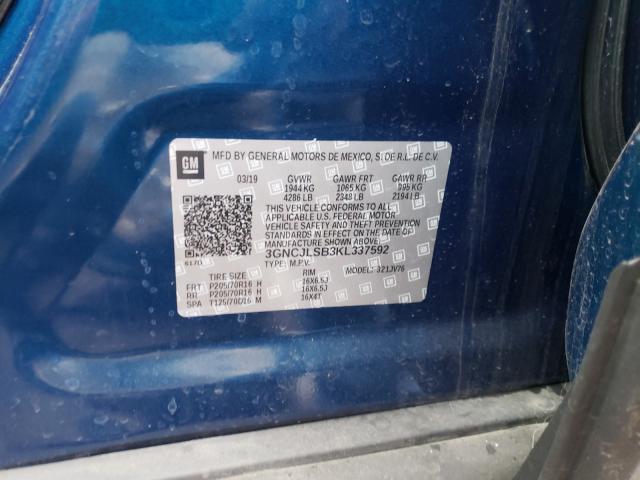 GM
MFD BY GENERAL MOTORS DE MEXICO, S. DE R.L. DE C.V.
03/19 GVWR GAWR FRT GAWR RR
1944 KG 1065 KG 995 KG
4286 LB 2348 LB 2194 LB
THIS VEHICLE CONFORMS TO ALL
APPLICABLE U.S. FEDERAL MOTOR
VEHICLE SAFETY AND THEFT
PREVENTION STANDARDS IN
EFFECT ON THE DATE OF
MANUFACTURE SHOWN ABOVE.
3GNCJLSB3KL337592
TYPE: M.P.V. MODEL: 321JV76
TIRE SIZE RIM
FRT P205/70R16 H 16X6.5J
RR P205/70R16 H 16X6.5J
SPA T125/70D16 M 16X4T